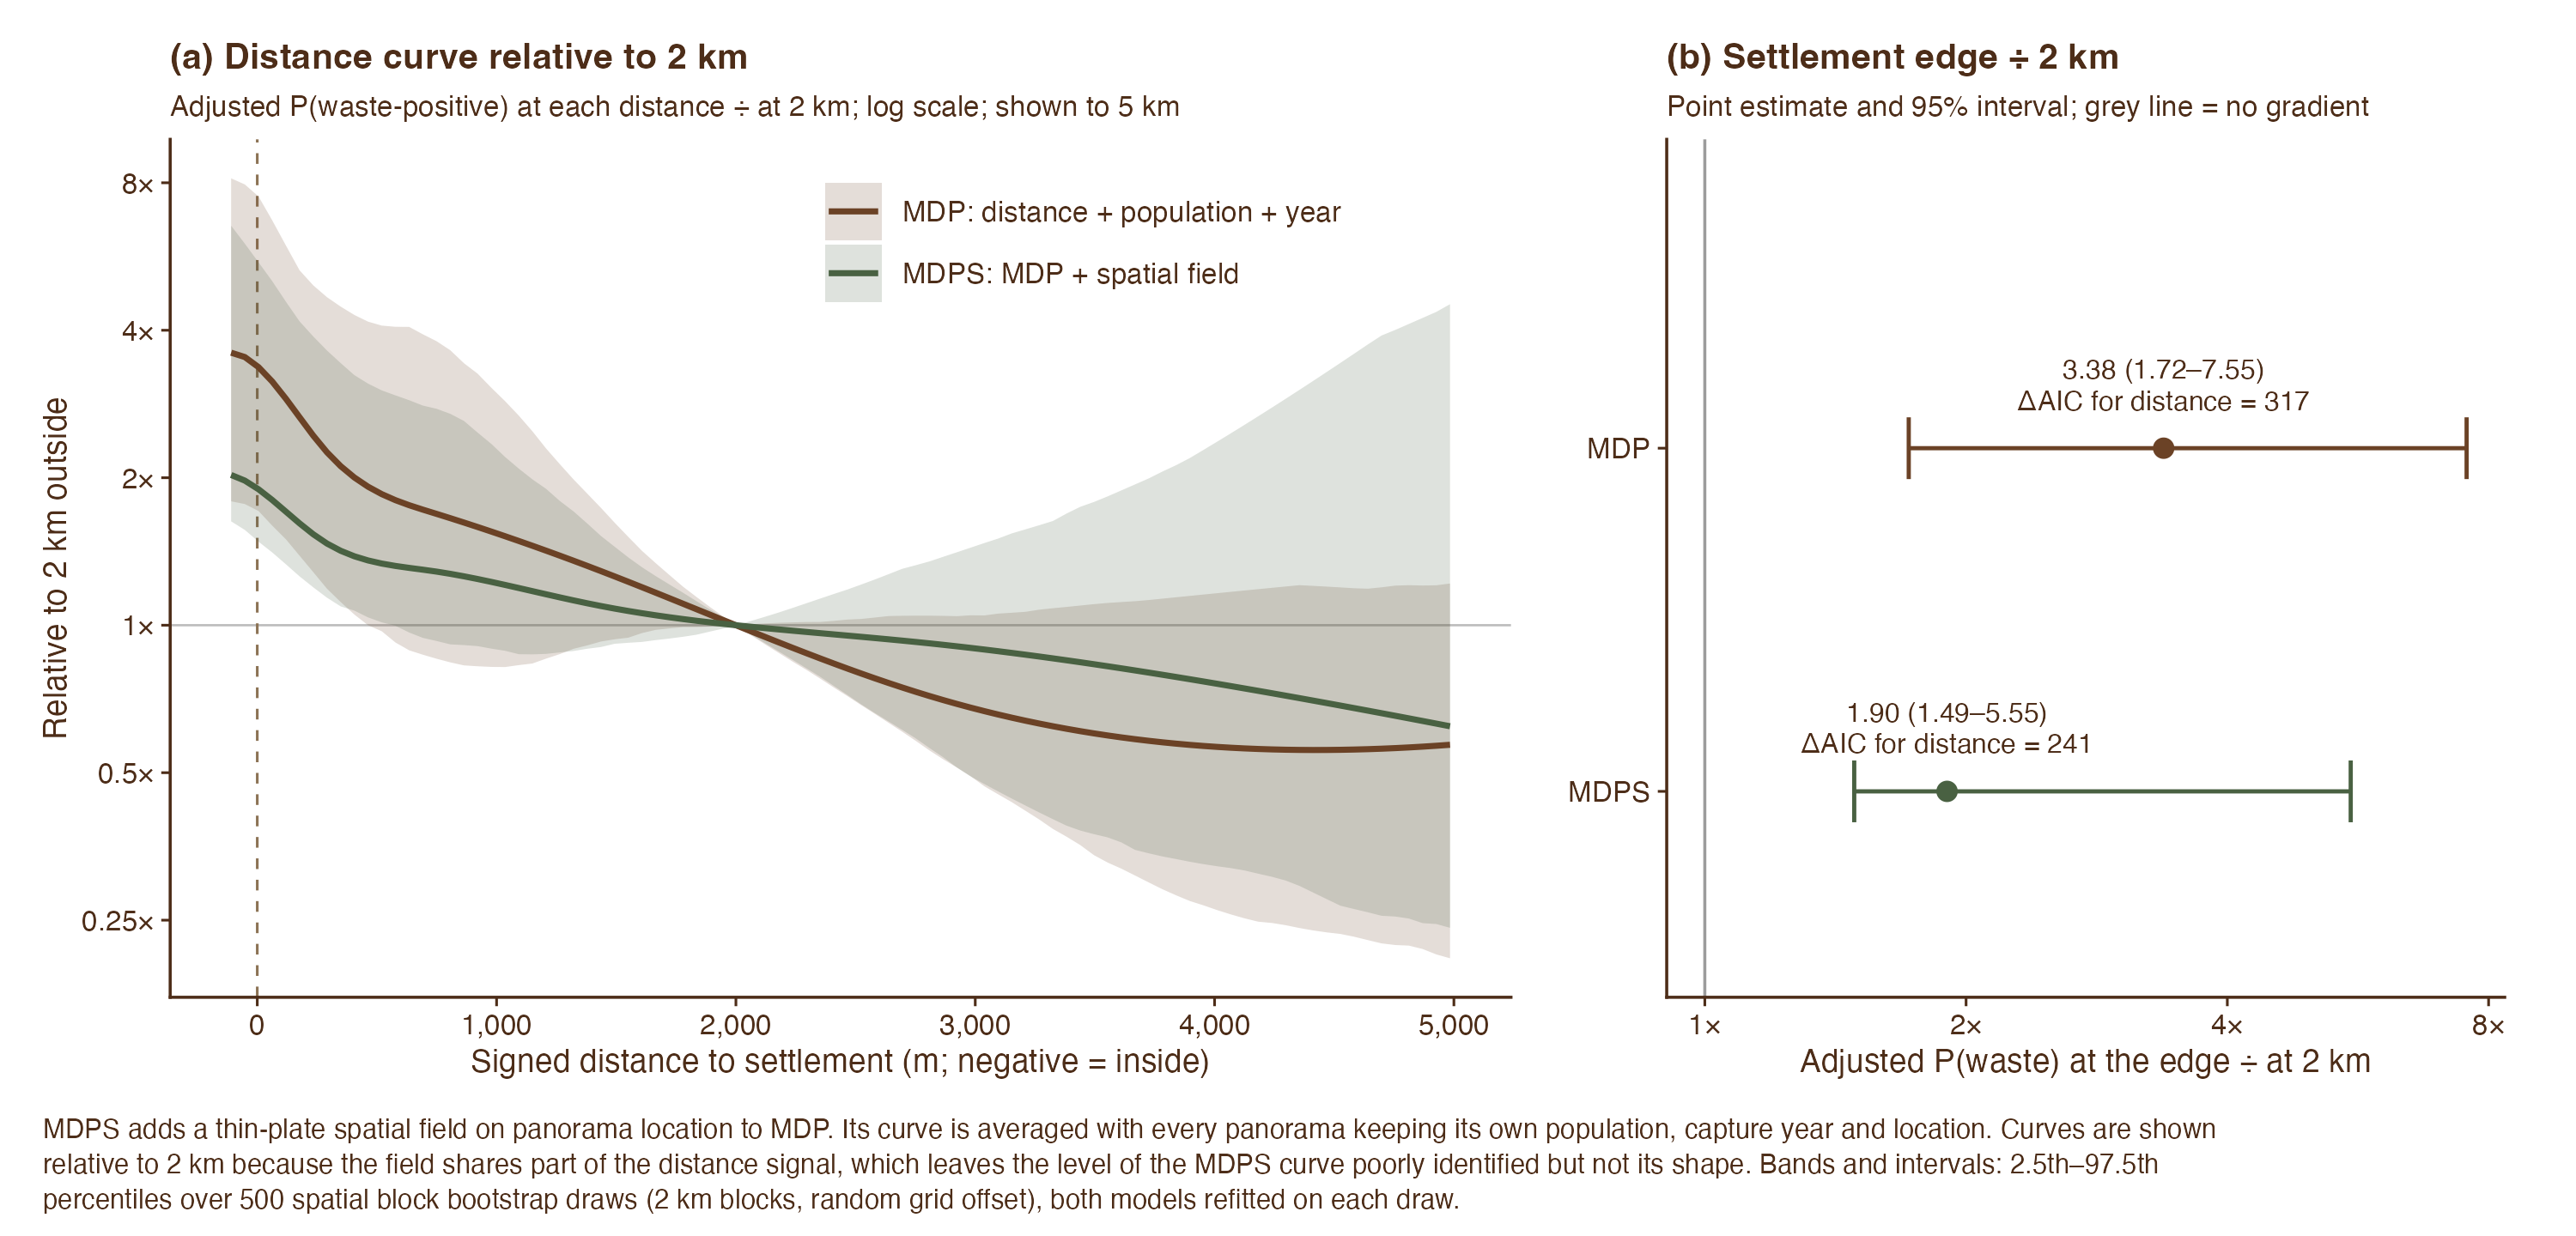 (a) Distance curve relative to 2 km
Adjusted P(waste-positive) at each distance ÷ at 2 km; log scale; shown to 5 km
8×
4×
2×
1×
0.5×
0.25×
Relative to 2 km outside
MDP: distance + population + year
MDPS: MDP + spatial field
0
1,000
2,000
3,000
4,000
5,000
Signed distance to settlement (m; negative = inside)
(b) Settlement edge ÷ 2 km
Point estimate and 95% interval; grey line = no gradient
3.38 (1.72–7.55)
ΔAIC for distance = 317
MDP
1.90 (1.49–5.55)
ΔAIC for distance = 241
MDPS
1×
2×
4×
8×
Adjusted P(waste) at the edge ÷ at 2 km
MDPS adds a thin-plate spatial field on panorama location to MDP. Its curve is averaged with every panorama keeping its own population, capture year and location. Curves are shown
relative to 2 km because the field shares part of the distance signal, which leaves the level of the MDPS curve poorly identified but not its shape. Bands and intervals: 2.5th–97.5th
percentiles over 500 spatial block bootstrap draws (2 km blocks, random grid offset), both models refitted on each draw.